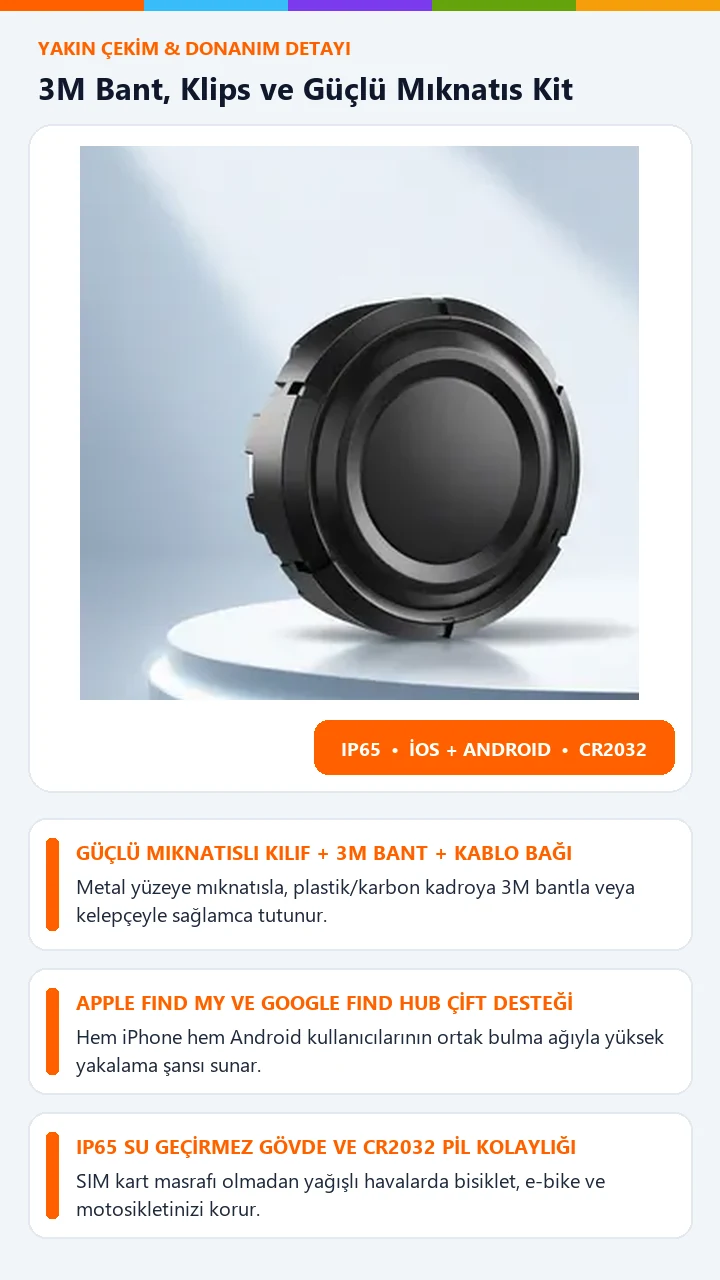 YAKIN ÇEKİM & DONANIM DETAYI
3M Bant, Klips ve Güçlü Mıknatıs Kit
IP65 • İOS + ANDROID • CR2032
GÜÇLÜ MIKNATISLI KILIF + 3M BANT + KABLO BAĞI
Metal yüzeye mıknatısla, plastik/karbon kadroya 3M bantla veya
kelepçeyle sağlamca tutunur.
APPLE FIND MY VE GOOGLE FIND HUB ÇİFT DESTEĞİ
Hem iPhone hem Android kullanıcılarının ortak bulma ağıyla yüksek
yakalama şansı sunar.
IP65 SU GEÇİRMEZ GÖVDE VE CR2032 PİL KOLAYLIĞI
SIM kart masrafı olmadan yağışlı havalarda bisiklet, e-bike ve
motosikletinizi korur.